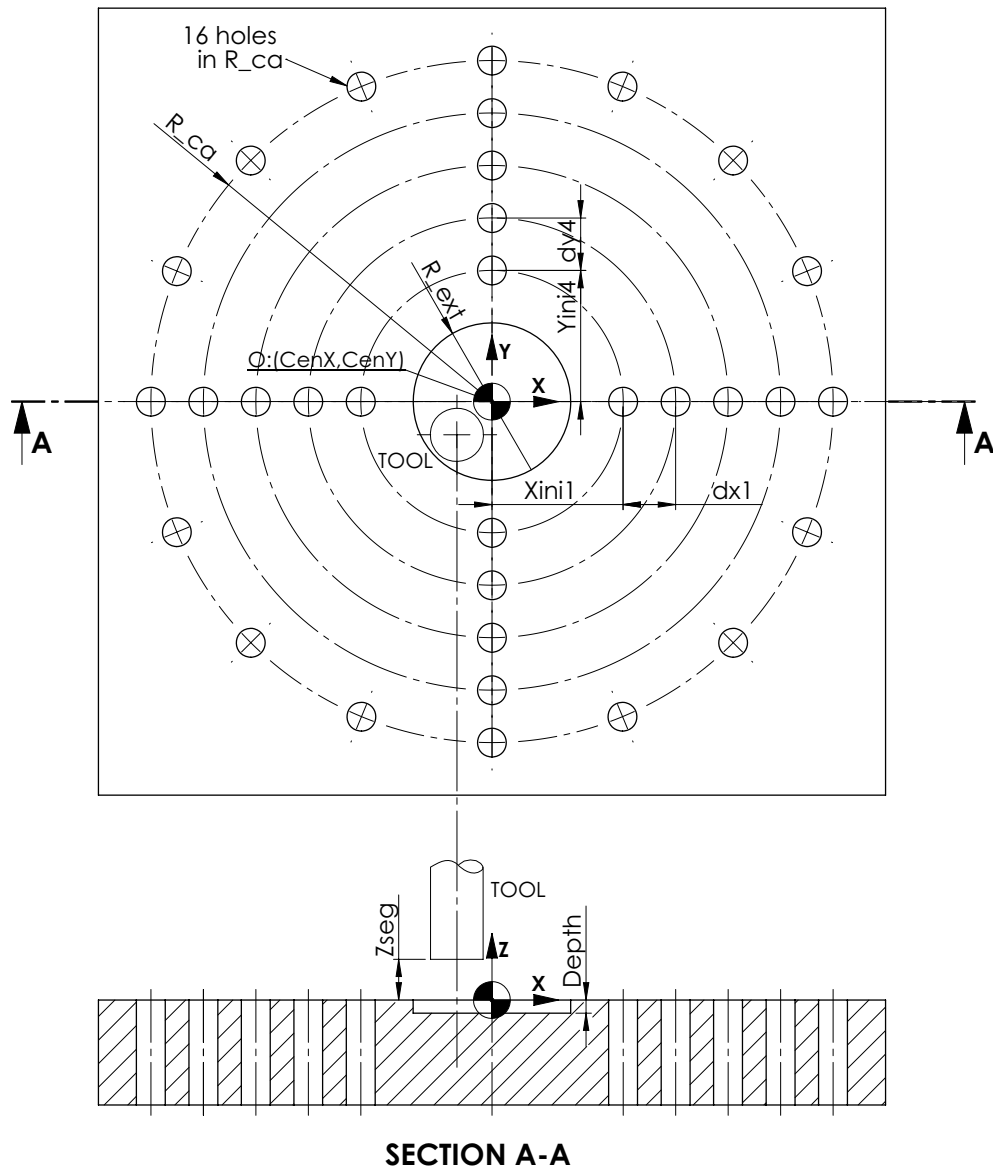 16 holes
in R_ca
R_ca
R_ext
dy4
Yini4
O:(CenX,CenY)
Y
X
A
A
TOOL
Xini1
dx1
TOOL
Zseg
Z
X
Depth
SECTION A-A